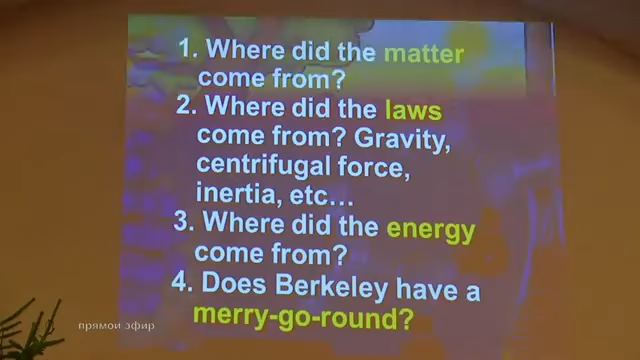 1. Where did the matter
come from?
2. Where did the laws
come from? Gravity,
centrifugal force,
inertia, etc...
3. Where did the energy
come from?
4. Does Berkeley have a
merry-go-round?
прямой эфир